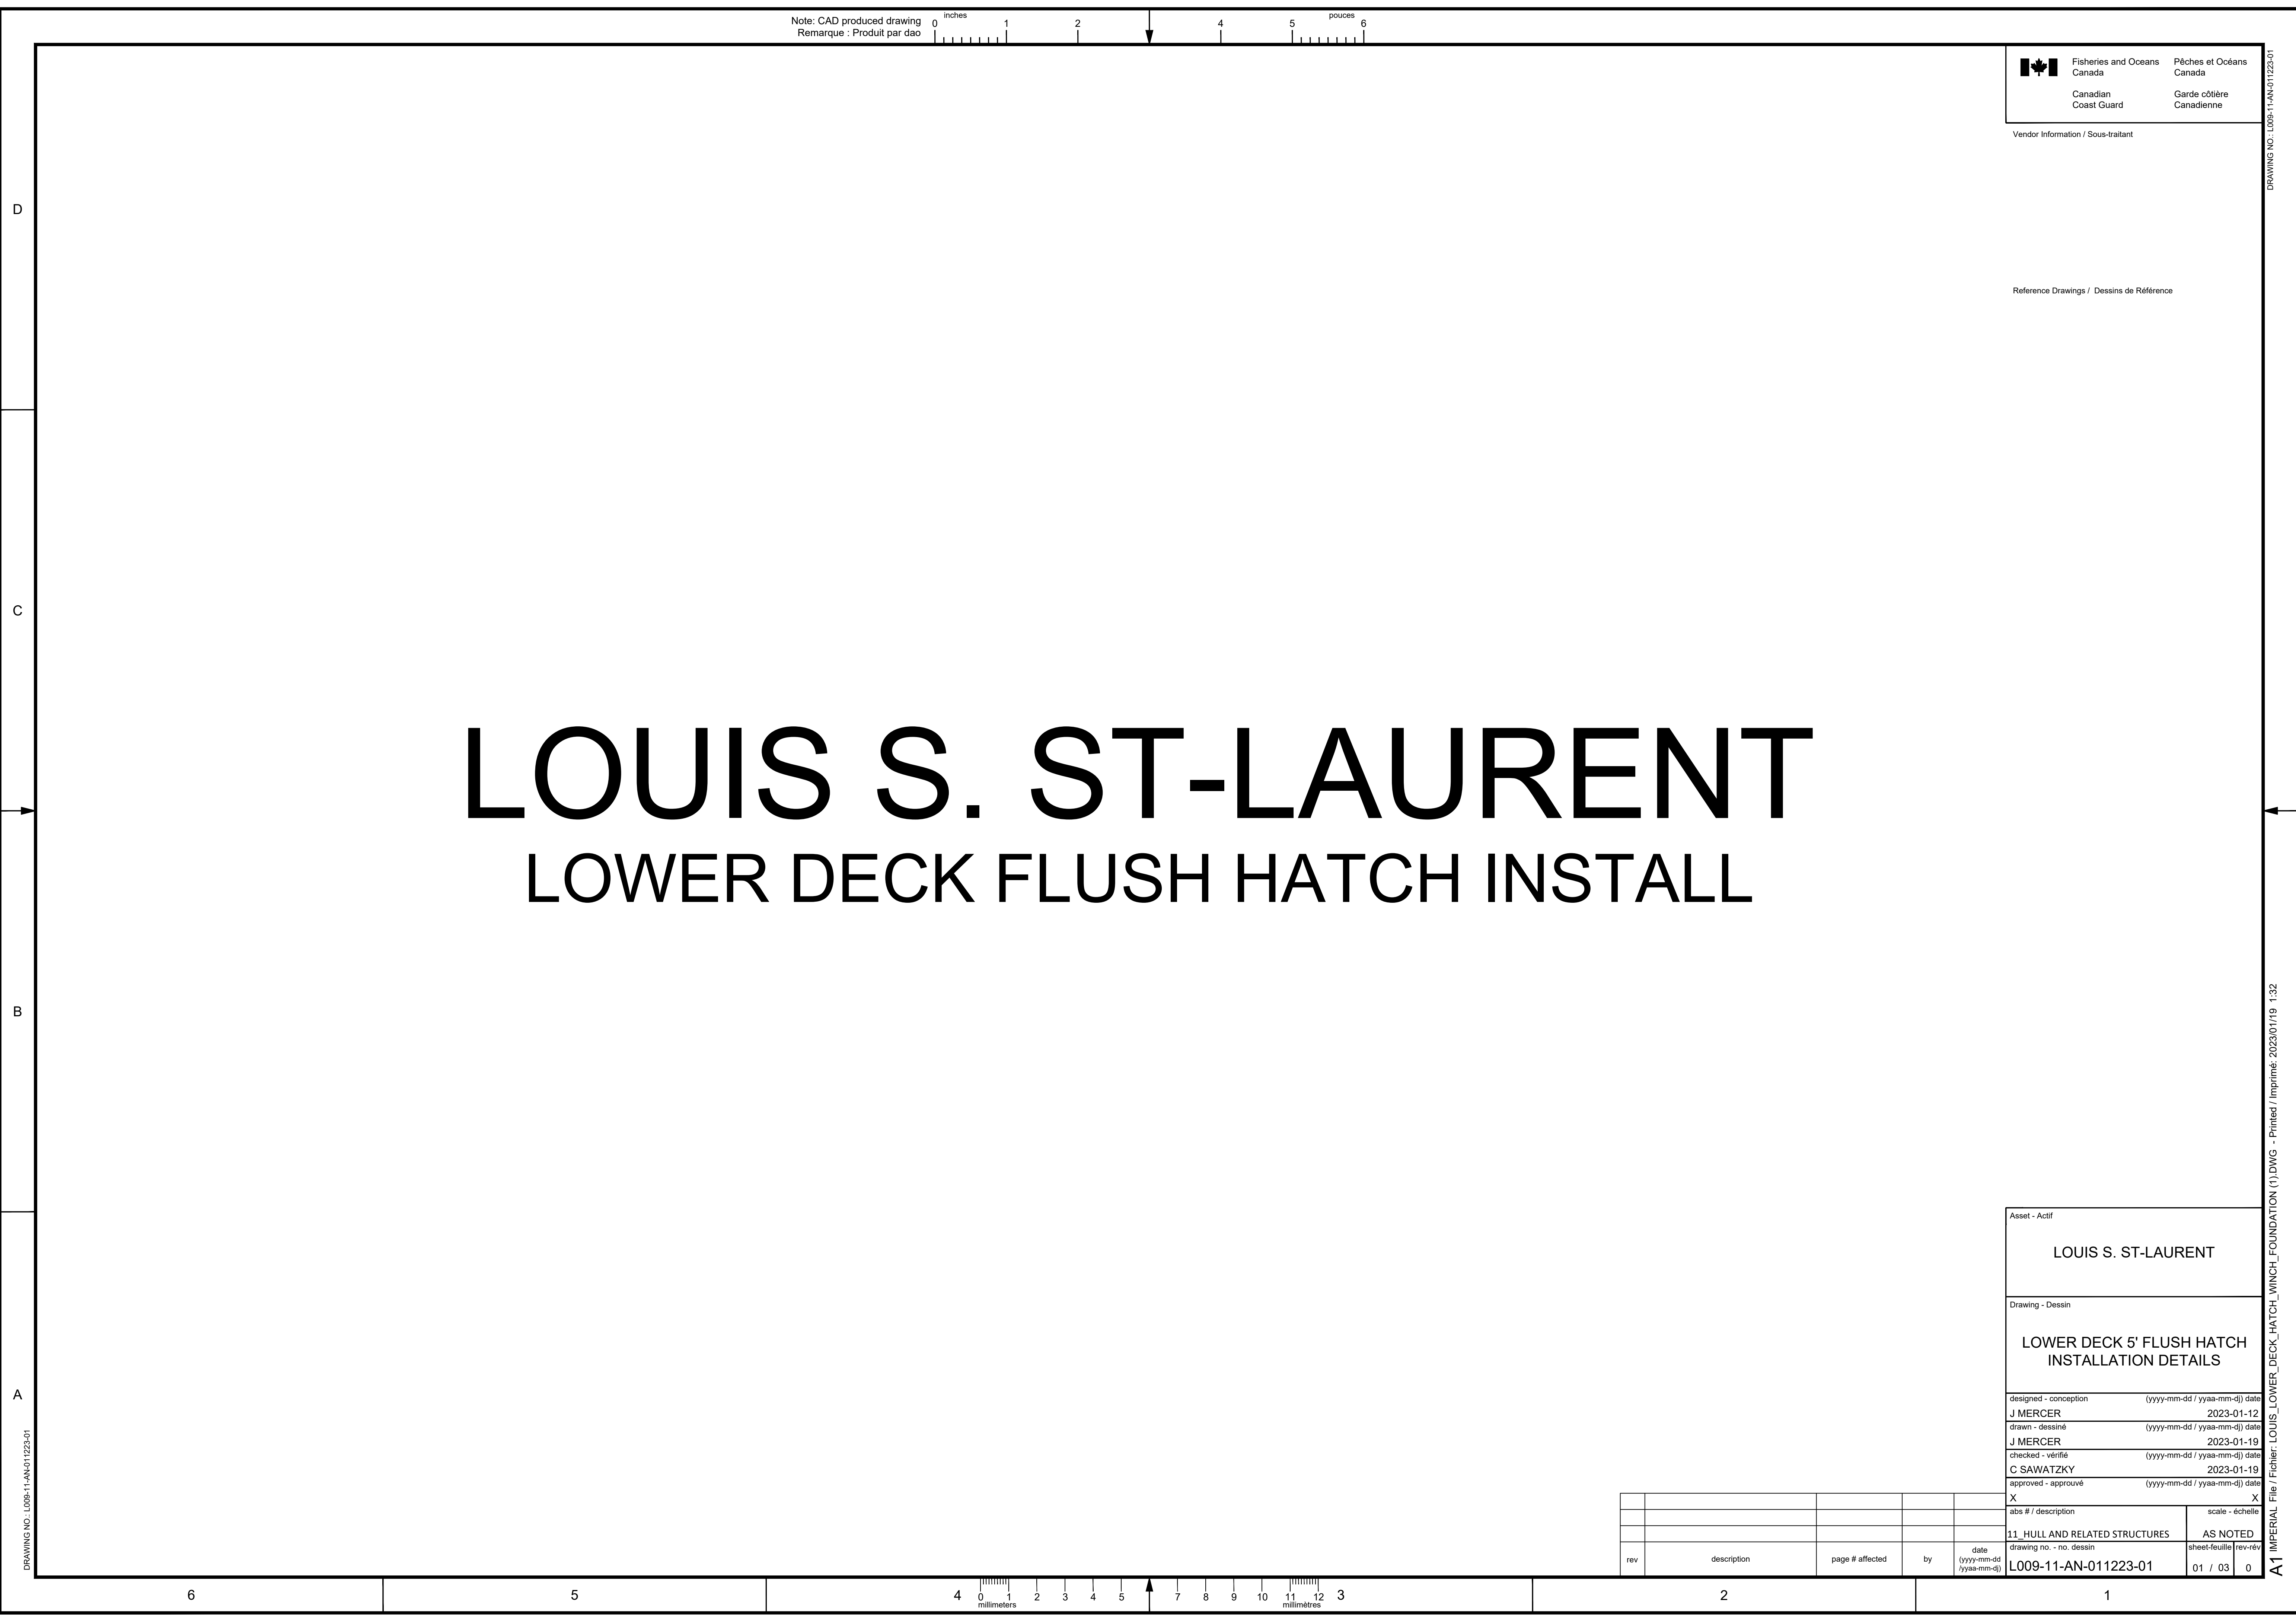 Note: CAD produced drawing
Remarque : Produit par dao
inches
pouces
0 1 2 4 5 6
Fisheries and Oceans
Canada
Pêches et Océans
Canada
Canadian
Coast Guard
Garde côtière
Canadienne
DRAWING NO.: L009-11-AN-011223-01
Vendor Information / Sous-traitant
Reference Drawings / Dessins de Référence
D
C
B
A
LOUIS S. ST-LAURENT
LOWER DECK FLUSH HATCH INSTALL
Asset - Actif
LOUIS S. ST-LAURENT
Drawing - Dessin
LOWER DECK 5' FLUSH HATCH
INSTALLATION DETAILS
designed - conception (yyyy-mm-dd / yyaa-mm-dj) date
J MERCER 2023-01-12
drawn - dessiné (yyyy-mm-dd / yyaa-mm-dj) date
J MERCER 2023-01-19
checked - vérifié (yyyy-mm-dd / yyaa-mm-dj) date
C SAWATZKY 2023-01-19
approved - approuvé (yyyy-mm-dd / yyaa-mm-dj) date
X X
abs # / description scale - échelle
11_HULL AND RELATED STRUCTURES AS NOTED
drawing no. - no. dessin sheet-feuille rev-rév
L009-11-AN-011223-01 01 / 03 0
rev description page # affected by date
(yyyy-mm-dd
/yyaa-mm-dj)
A1 IMPERIAL File / Fichier: LOUIS_LOWER_DECK_HATCH_WINCH_FOUNDATION (1).DWG - Printed / Imprimé: 2023/01/19 1:32
DRAWING NO.: L009-11-AN-011223-01
6 5 4 3 2 1
0 1 2 3 4 5 7 8 9 10 11 12
millimeters
millimètres